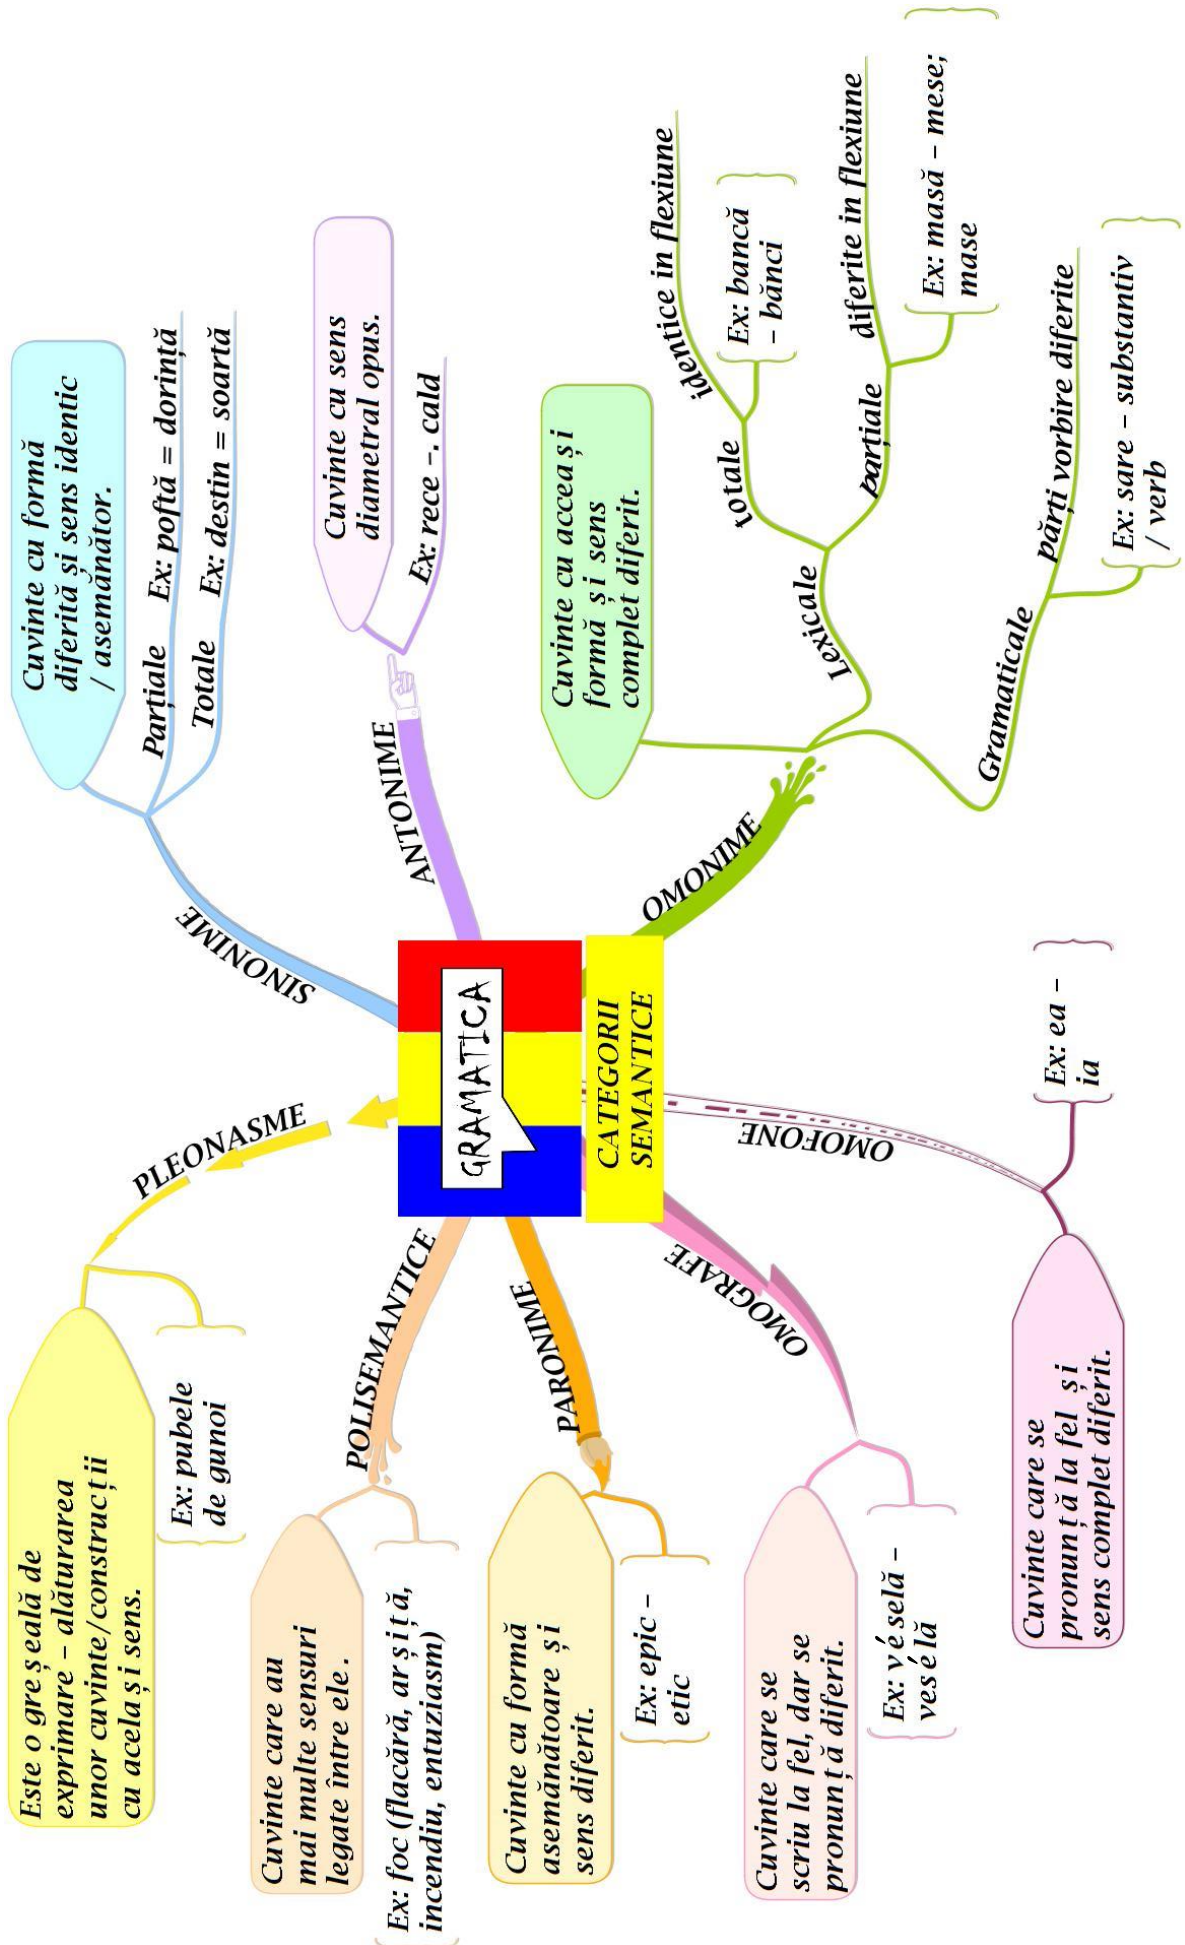 GRAMATICA
CATEGORII
SEMANTICE
SINONIME
Cuvinte cu formă
diferită și sens identic
/ asemănător.
Parțiale
Ex: poftă = dorință
Totale
Ex: destin = soartă
ANTONIME
Cuvinte cu sens
diametral opus.
Ex: rece -. cald
OMONIME
Cuvinte cu accea și
formă și sens
complet diferit.
Lexicale
totale
identice in flexiune
Ex: bancă
– bănci
parțiale
diferite in flexiune
Ex: masă – mese;
mase
Gramaticale
părți vorbire diferite
Ex: sare – substantiv
/ verb
OMOFONE
Ex: ea –
ia
Cuvinte care se
pronunță la fel și
sens complet diferit.
OMOGRAFE
Cuvinte care se
scriu la fel, dar se
pronunță diferit.
Ex: véselă –
vesélă
PARONIME
Cuvinte cu formă
asemănătoare și
sens diferit.
Ex: epic –
etic
POLISEMANTICE
Cuvinte care au
mai multe sensuri
legate între ele.
Ex: foc (flacără, arșiță,
incendiu, entuziasm)
PLEONASME
Este o greșeală de
exprimare – alăturarea
unor cuvinte/construcții
cu același sens.
Ex: pubele
de gunoi